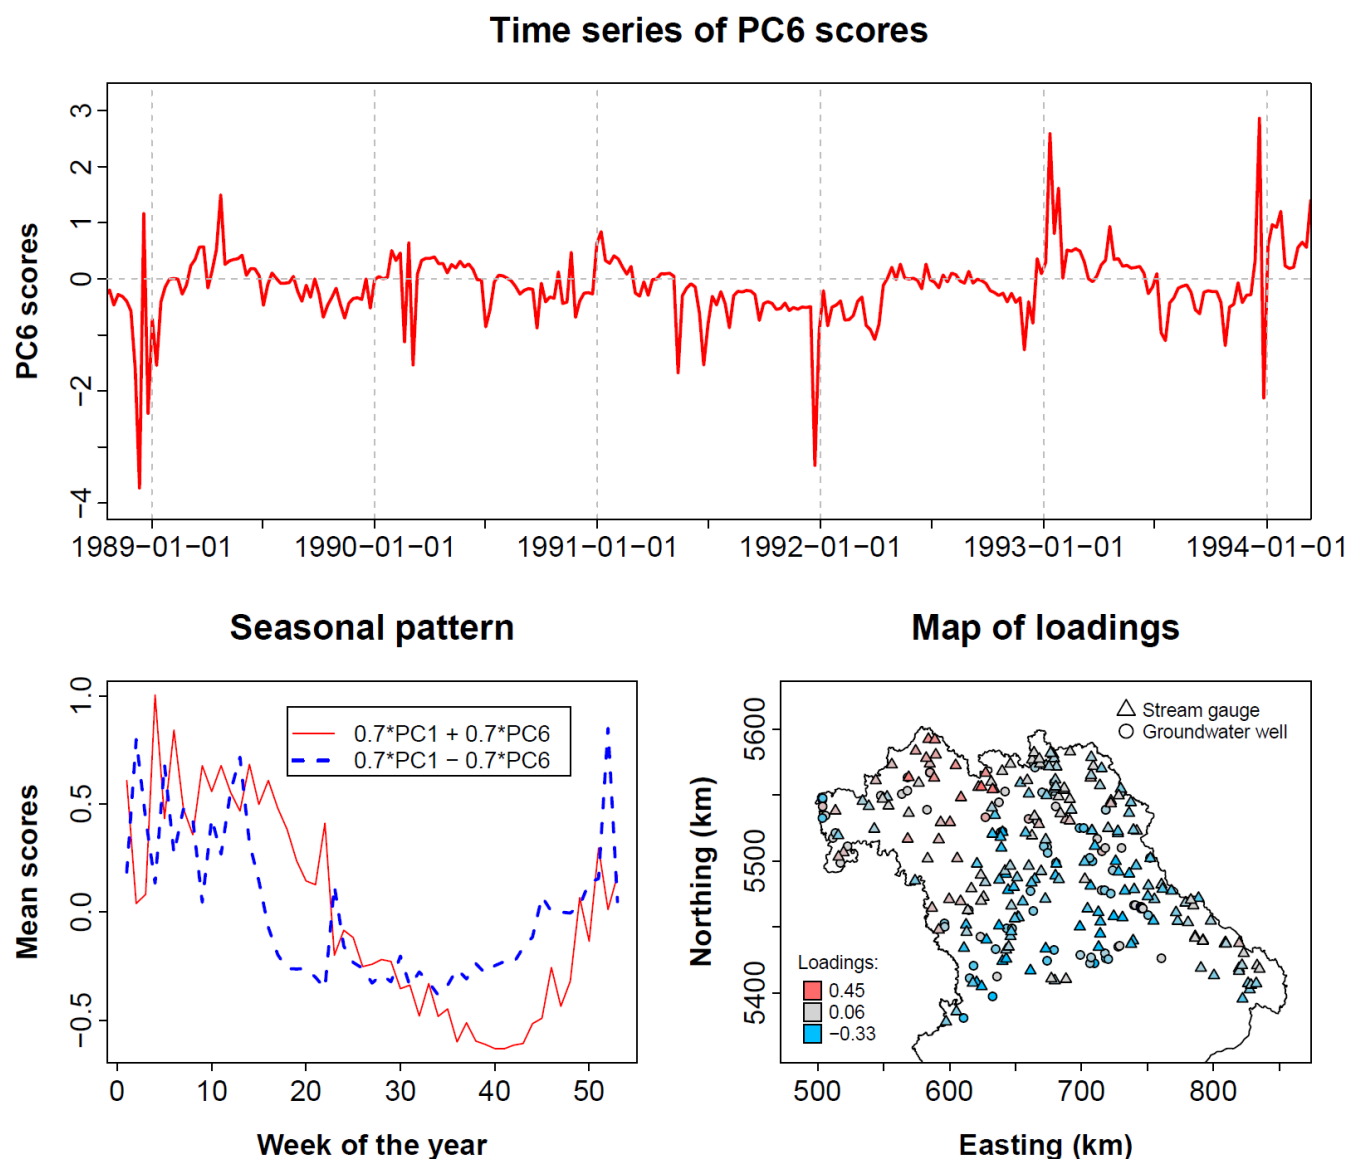 Time series of PC6 scores
PC6 scores
3
2
1
0
−2
−4
1989−01−01
1990−01−01
1991−01−01
1992−01−01
1993−01−01
1994−01−01
Seasonal pattern
Mean scores
1.0
0.5
0.0
−0.5
0.7*PC1 + 0.7*PC6
0.7*PC1 − 0.7*PC6
0
10
20
30
40
50
Week of the year
Map of loadings
Northing (km)
5600
5500
5400
Stream gauge
Groundwater well
Loadings:
0.45
0.06
−0.33
500
600
700
800
Easting (km)